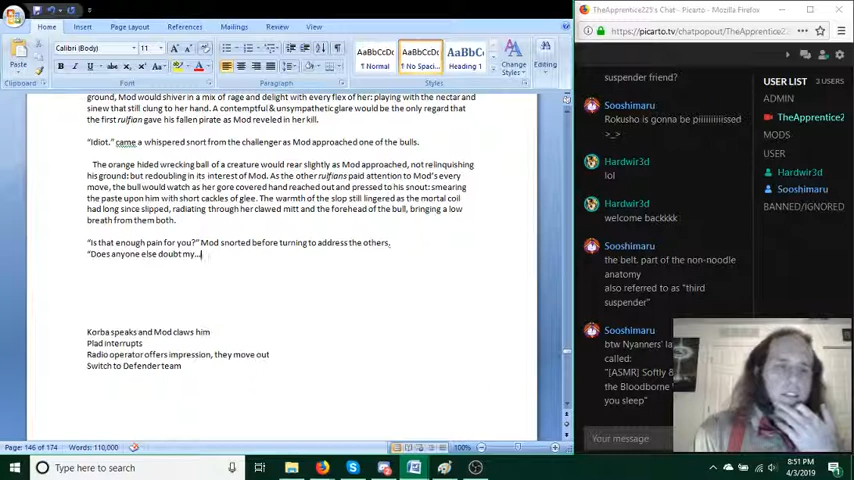 TheApprentice225's Chat - Picarto - Mozilla Firefox
Home Insert Page Layout References Mailings Review View
https://picarto.tv/chatpopout/TheApprentice22
Paste
Calibri (Body) 11
B I U
AaBbCcDc AaBbCcDc AaBbCc
1 Normal 1 No Spaci... Heading 1
Change Styles
Editing
Clipboard Font Paragraph Styles
ground, Mod would shiver in a mix of rage and delight with every flex of her: playing with the nectar and
sinew that still clung to her hand. A contemptful & unsympathetic glare would be the only regard that
the first rulfian gave his fallen pirate as Mod reveled in her kill.
"Idiot." came a whispered snort from the challenger as Mod approached one of the bulls.
The orange hided wrecking ball of a creature would rear slightly as Mod approached, not relinquishing
his ground: but redoubling in its interest of Mod. As the other rulfians paid attention to Mod's every
move, the bull would watch as her gore covered hand reached out and pressed to his snout: smearing
the paste upon him with short cackles of glee. The warmth of the slop still lingered as the mortal coil
had long since slipped, radiating through her clawed mitt and the forehead of the bull, bringing a low
breath from them both.
"Is that enough pain for you?" Mod snorted before turning to address the others.
"Does anyone else doubt my...
Korba speaks and Mod claws him
Plad interrupts
Radio operator offers impression, they move out
Switch to Defender team
suspender friend?
Sooshimaru
Rokusho is gonna be piiiiiiiiiiissed
>_>
Hardwir3d
lol
Hardwir3d
welcome backkkk
Sooshimaru
the belt. part of the non-noodle
anatomy
also referred to as "third
suspender"
Sooshimaru
btw Nyanners' la
called:
"[ASMR] Softly &
the Bloodborne
you sleep"
Your message
USER LIST 3 USERS
ADMIN
TheApprentice2
MODS
USER
Hardwir3d
Sooshimaru
BANNED/IGNORED
Page: 146 of 174 Words: 110,000
100%
Type here to search
8:51 PM
4/3/2019